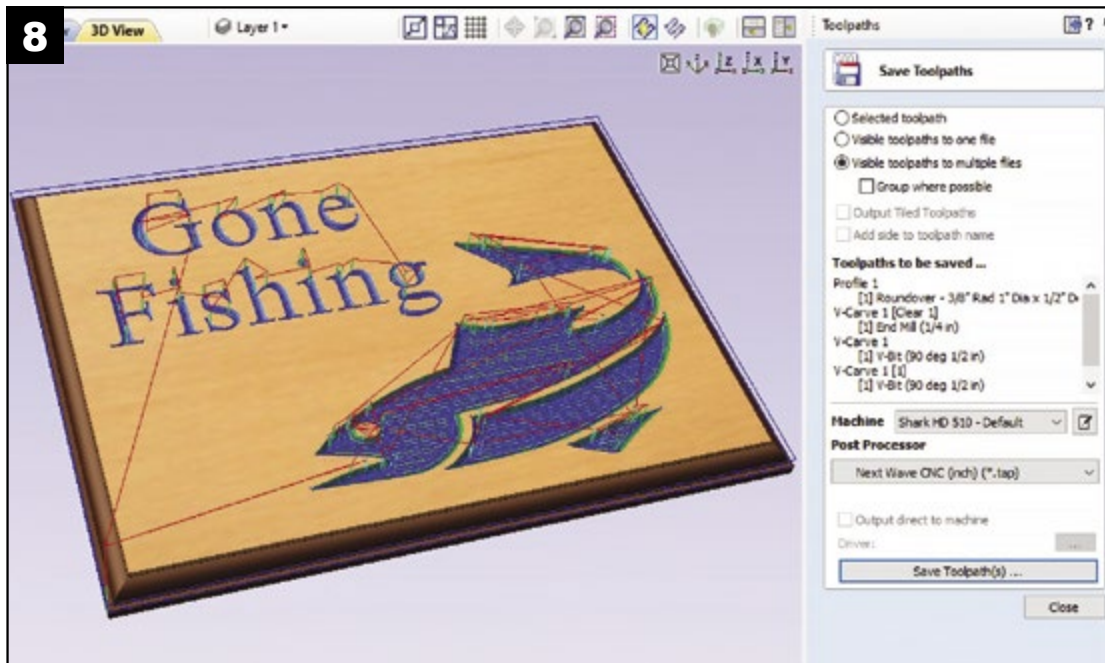 8
3D View
Layer 1
Toolpaths
?
Z
X
Y
Save Toolpaths
Selected toolpath
Visible toolpaths to one file
Visible toolpaths to multiple files
Group where possible
Output Tiled Toolpaths
Add side to toolpath name
Toolpaths to be saved ...
Profile 1
[1] Roundover - 3/8" Rad 1" Dia x 1/2"
V-Carve 1 [Clear 1]
[1] End Mill (1/4 in)
V-Carve 1
[1] V-Bit (90 deg 1/2 in)
V-Carve 1 [1]
[1] V-Bit (90 deg 1/2 in)
Machine Shark HD 510 - Default
Post Processor
Next Wave CNC (inch) (*.tap)
Output direct to machine
Driver:
...
Save Toolpath(s) ...
Close
Gone
Fishing